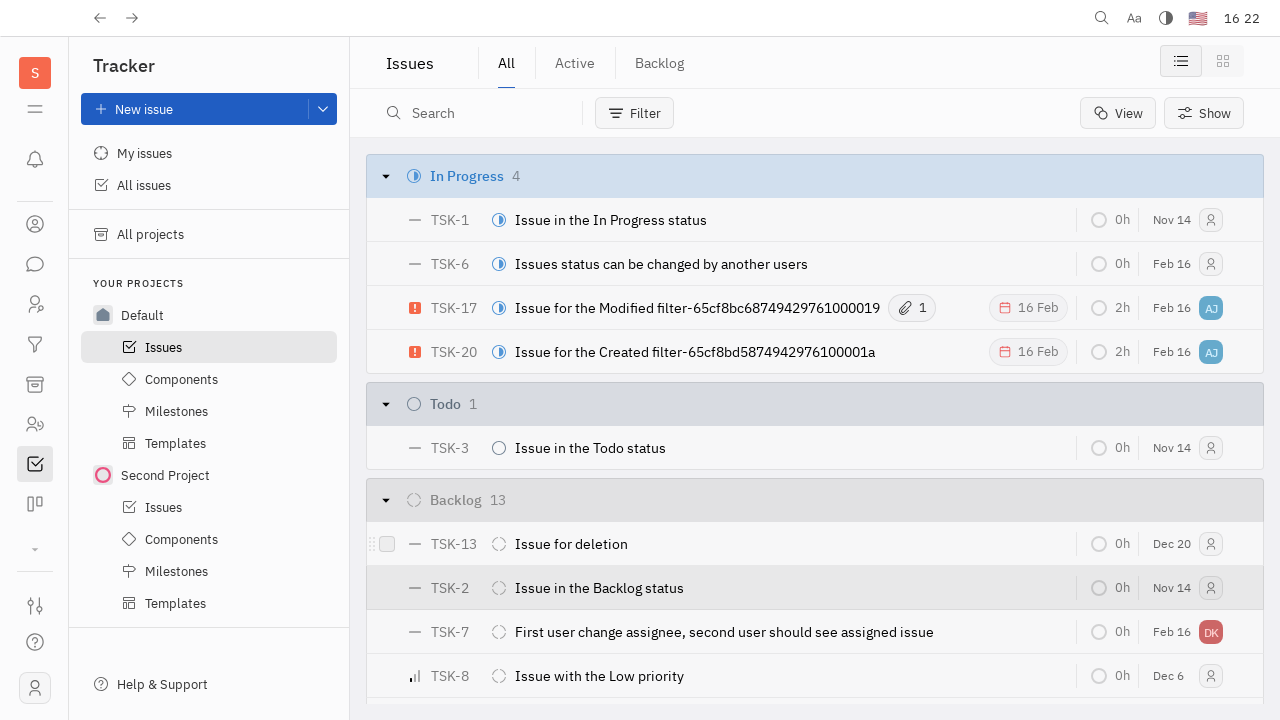 Aa 16 22
S
Tracker
New issue
My issues
All issues
All projects
YOUR PROJECTS
Default
Issues
Components
Milestones
Templates
Second Project
Issues
Components
Milestones
Templates
Help & Support
Issues All Active Backlog
Search Filter View Show
In Progress 4
TSK-1 Issue in the In Progress status 0h Nov 14
TSK-6 Issues status can be changed by another users 0h Feb 16
TSK-17 Issue for the Modified filter-65cf8bc68749429761000019 1 16 Feb 2h Feb 16 AJ
TSK-20 Issue for the Created filter-65cf8bd5874942976100001a 16 Feb 2h Feb 16 AJ
Todo 1
TSK-3 Issue in the Todo status 0h Nov 14
Backlog 13
TSK-13 Issue for deletion 0h Dec 20
TSK-2 Issue in the Backlog status 0h Nov 14
TSK-7 First user change assignee, second user should see assigned issue 0h Feb 16 DK
TSK-8 Issue with the Low priority 0h Dec 6